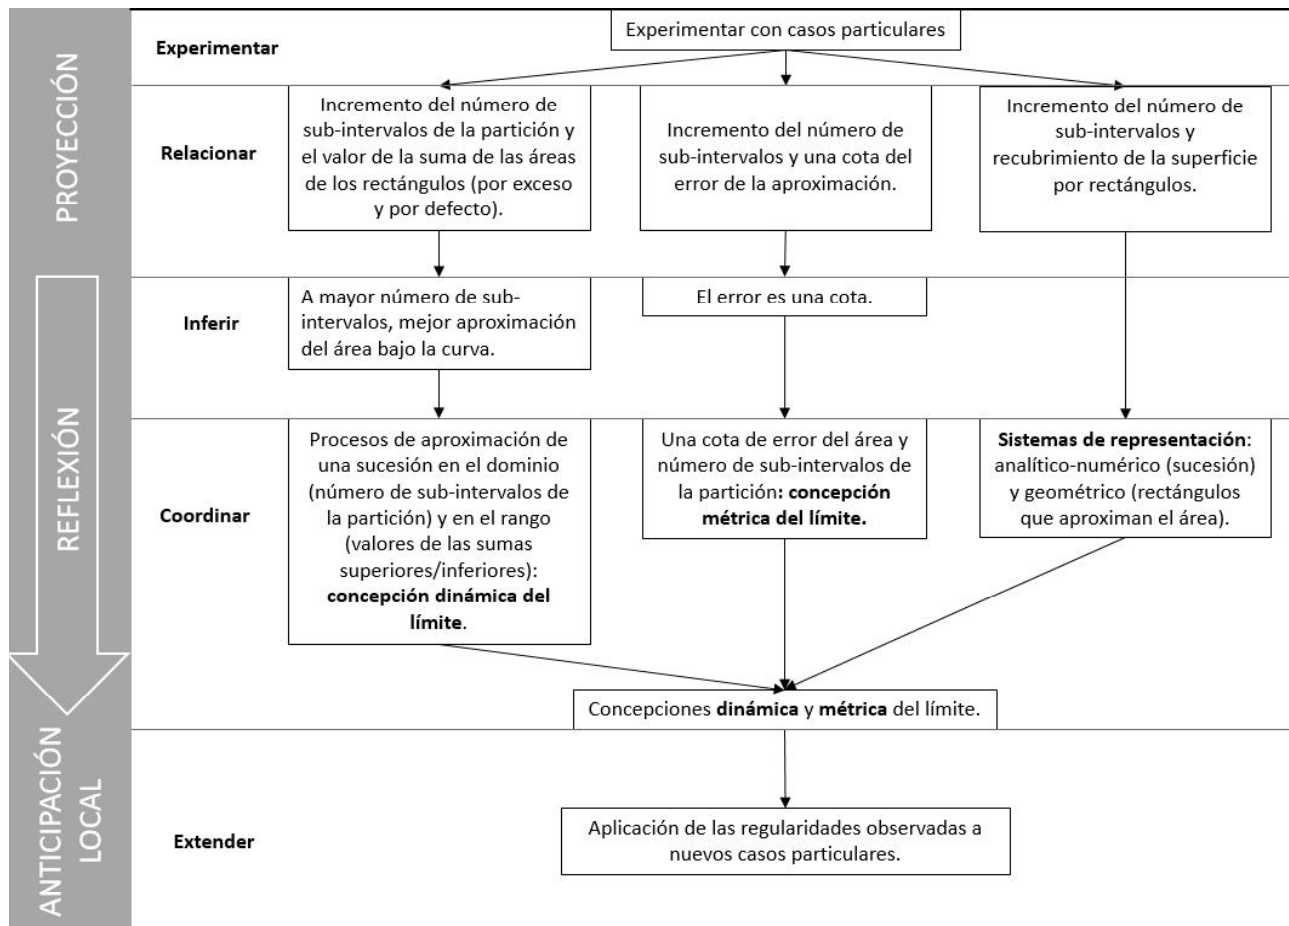 PROYECCIÓN
REFLEXIÓN
ANTICIPACIÓN
LOCAL
Experimentar
Experimentar con casos particulares
Relacionar
Incremento del número de
sub-intervalos de la partición y
el valor de la suma de las áreas
de los rectángulos (por exceso
y por defecto).
Incremento del número de
sub-intervalos y una cota del
error de la aproximación.
Incremento del número de
sub-intervalos y
recubrimiento de la superficie
por rectángulos.
Inferir
A mayor número de sub-
intervalos, mejor aproximación
del área bajo la curva.
El error es una cota.
Coordinar
Procesos de aproximación de
una sucesión en el dominio
(número de sub-intervalos de
la partición) y en el rango
(valores de las sumas
superiores/inferiores):
concepción dinámica del
límite.
Una cota de error del área y
número de sub-intervalos de
la partición: concepción
métrica del límite.
Sistemas de representación:
analítico-numérico (sucesión)
y geométrico (rectángulos
que aproximan el área).
Concepciones dinámica y métrica del límite.
Extender
Aplicación de las regularidades observadas a
nuevos casos particulares.